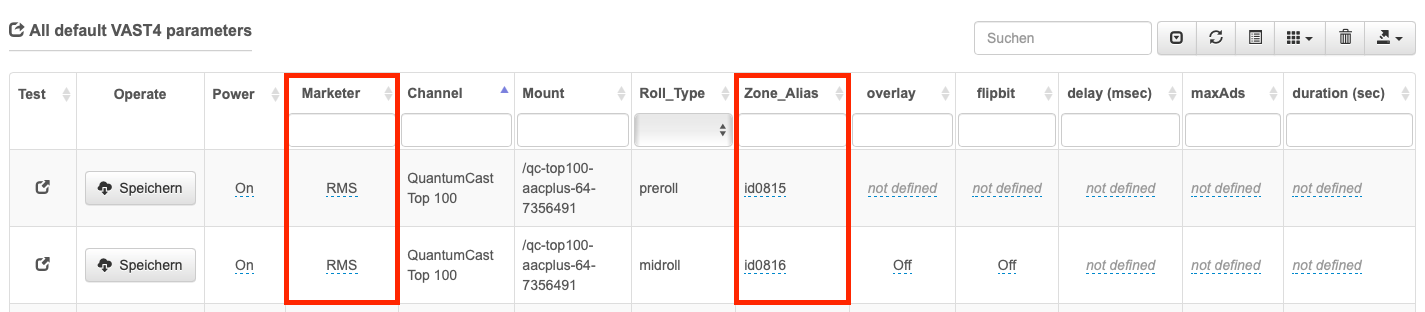 All default VAST4 parameters
Suchen
Test Operate Power Marketer Channel Mount Roll_Type Zone_Alias overlay flipbit delay (msec) maxAds duration (sec)
Speichern On RMS QuantumCast Top 100 /qc-top100-aacplus-64-7356491 preroll id0815 not defined not defined not defined not defined not defined
Speichern On RMS QuantumCast Top 100 /qc-top100-aacplus-64-7356491 midroll id0816 Off Off not defined not defined not defined